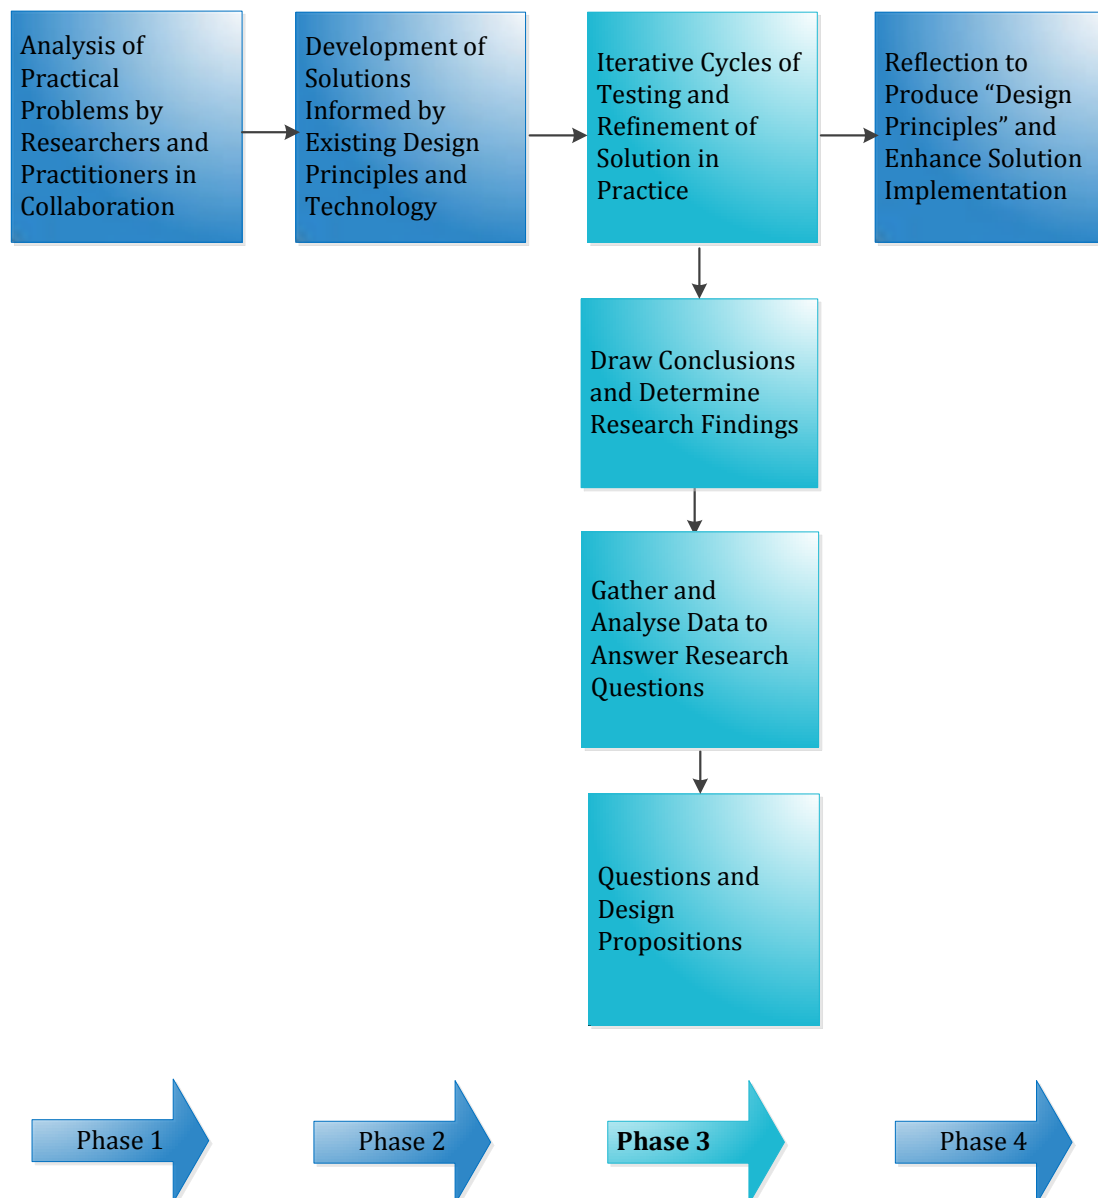 Analysis of
Practical
Problems by
Researchers and
Practitioners in
Collaboration
Development of
Solutions
Informed by
Existing Design
Principles and
Technology
Iterative Cycles of
Testing and
Refinement of
Solution in
Practice
Reflection to
Produce “Design
Principles” and
Enhance Solution
Implementation
Draw Conclusions
and Determine
Research Findings
Gather and
Analyse Data to
Answer Research
Questions
Questions and
Design
Propositions
Phase 1
Phase 2
Phase 3
Phase 4